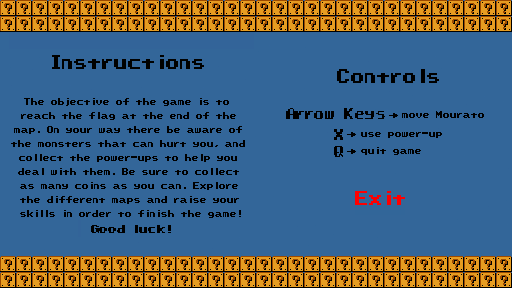 Instructions
The objective of the game is to
reach the flag at the end of the
map. On your way there be aware of
the monsters that can hurt you, and
collect the power-ups to help you
deal with them. Be sure to collect
as many coins as you can. Explore
the different maps and raise your
skills in order to finish the game!
Good luck!
Controls
Arrow Keys → move Mourato
X → use power-up
Q → quit game
Exit